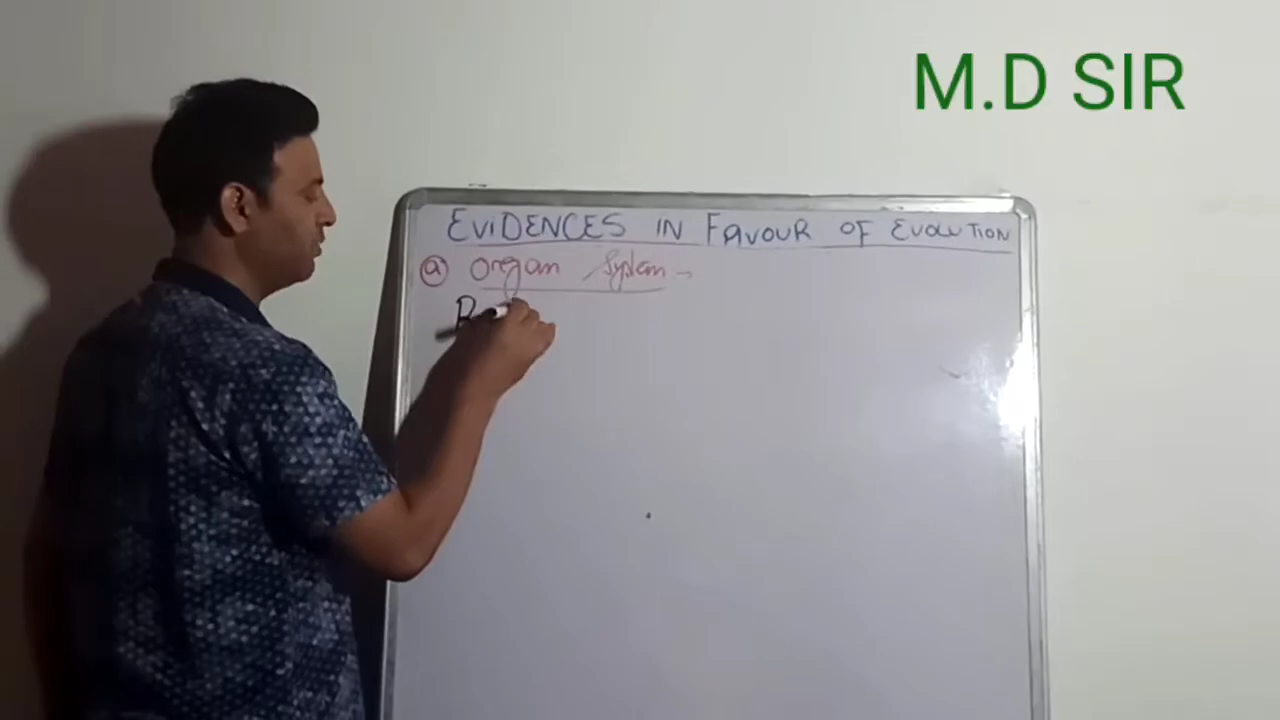 M.D SIR
EVIDENCES IN FAVOUR OF EVOLUTION
(a) Organ System -